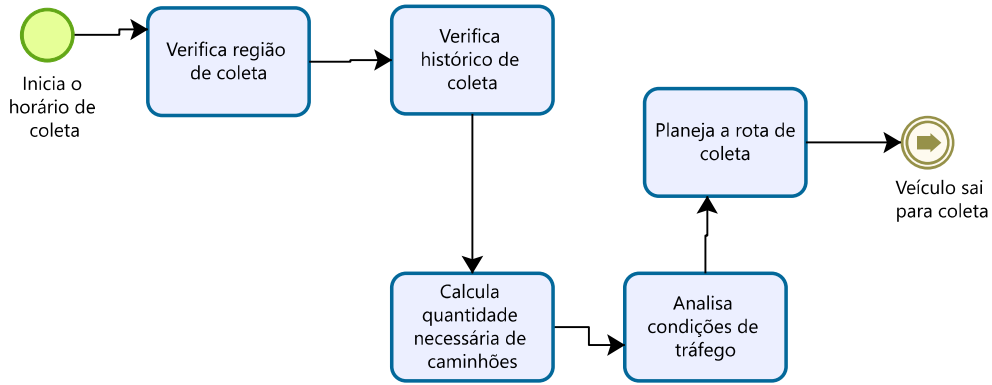 Inicia o
horário de
coleta
Verifica região
de coleta
Verifica
histórico de
coleta
Calcula
quantidade
necessária de
caminhões
Analisa
condições de
tráfego
Planeja a rota de
coleta
Veículo sai
para coleta